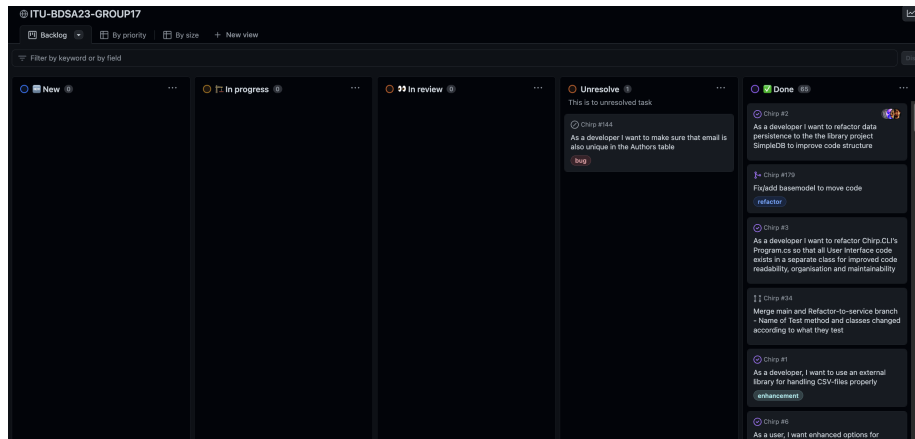 ITU-BDSA23-GROUP17
Backlog
By priority
By size
+ New view
Filter by keyword or by field
New 0
In progress 0
In review 0
Unresolve 1
This is to unresolved task
Chirp #144
As a developer I want to make sure that email is
also unique in the Authors table
bug
Done 65
Chirp #2
As a developer I want to refactor data
persistence to the the library project
SimpleDB to improve code structure
Chirp #179
Fix/add basemodel to move code
refactor
Chirp #3
As a developer I want to refactor Chirp.CLI's
Program.cs so that all User Interface code
exists in a separate class for improved code
readability, organisation and maintainability
Chirp #34
Merge main and Refactor-to-service branch
- Name of Test method and classes changed
according to what they test
Chirp #1
As a developer, I want to use an external
library for handling CSV-files properly
enhancement
Chirp #6
As a user, I want enhanced options for